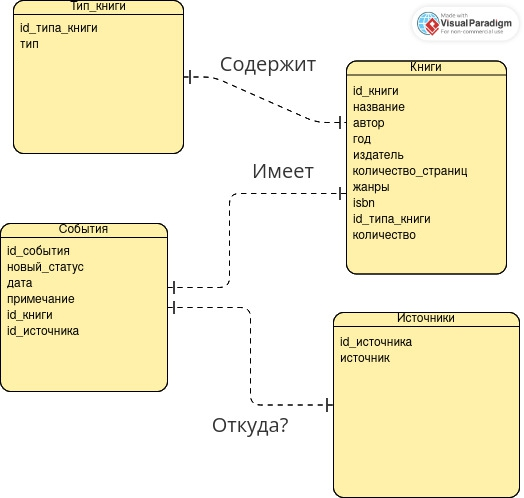 Тип_книги
id_типа_книги
тип
Made with
Visual Paradigm
For non-commercial use
Содержит
Книги
id_книги
название
автор
год
издатель
количество_страниц
жанры
isbn
id_типа_книги
количество
Имеет
События
id_события
новый_статус
дата
примечание
id_книги
id_источника
Источники
id_источника
источник
Откуда?